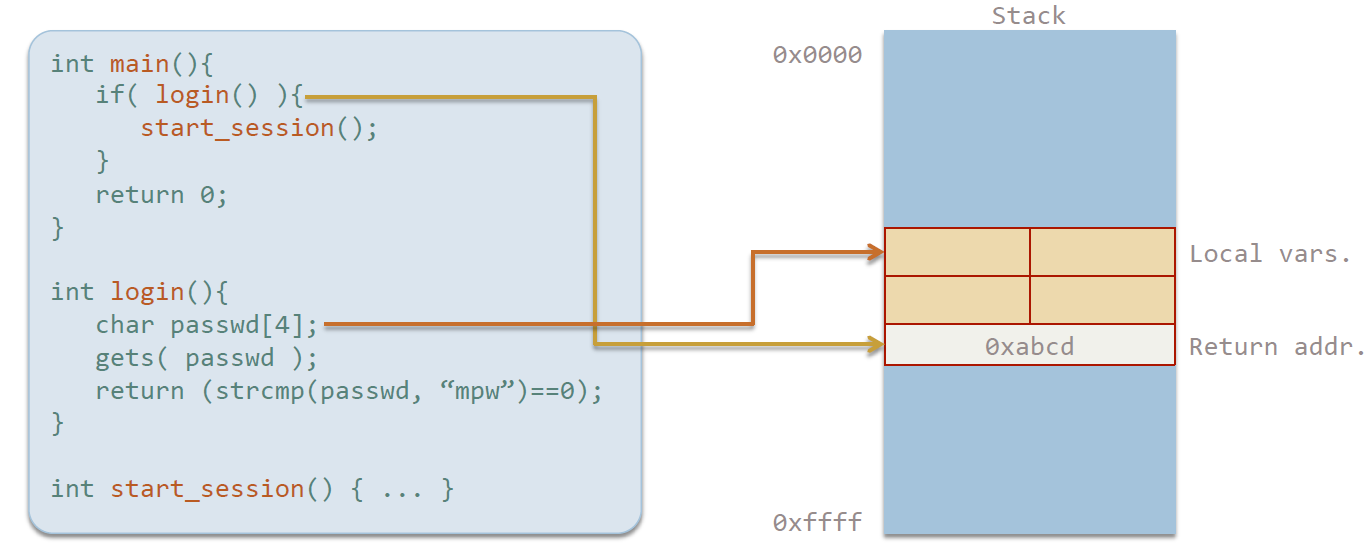 int main(){
if( login() ){
start_session();
}
return 0;
}
int login(){
char passwd[4];
gets( passwd );
return (strcmp(passwd, “mpw”)==0);
}
int start_session() { ... }
Stack
0x0000
Local vars.
0xabcd
Return addr.
0xffff